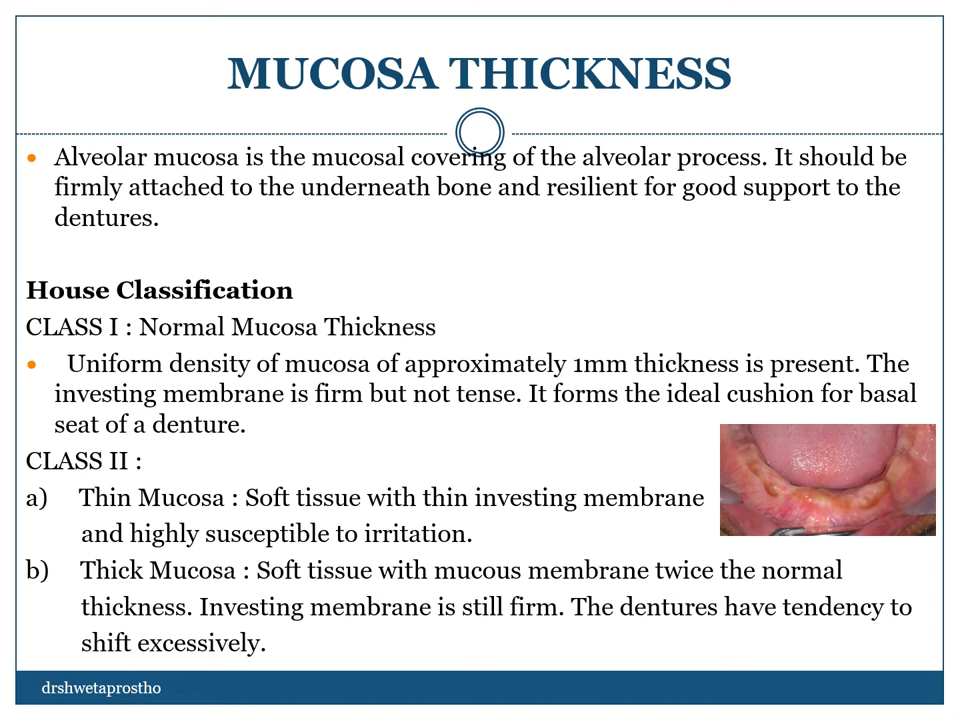 MUCOSA THICKNESS
• Alveolar mucosa is the mucosal covering of the alveolar process. It should be
firmly attached to the underneath bone and resilient for good support to the
dentures.
House Classification
CLASS I : Normal Mucosa Thickness
• Uniform density of mucosa of approximately 1mm thickness is present. The
investing membrane is firm but not tense. It forms the ideal cushion for basal
seat of a denture.
CLASS II :
a) Thin Mucosa : Soft tissue with thin investing membrane
and highly susceptible to irritation.
b) Thick Mucosa : Soft tissue with mucous membrane twice the normal
thickness. Investing membrane is still firm. The dentures have tendency to
shift excessively.
drshwetaprostho